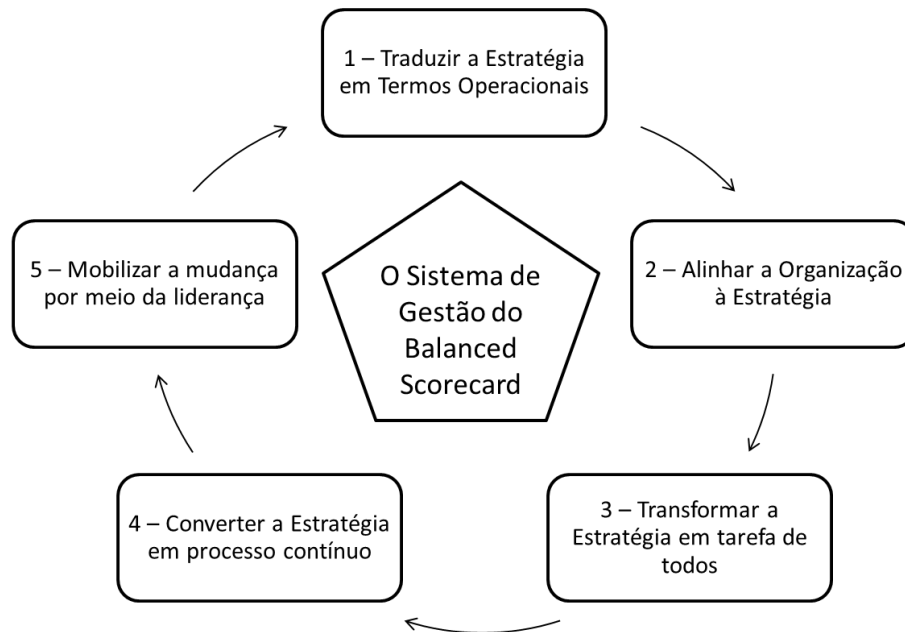 1 – Traduzir a Estratégia
em Termos Operacionais
5 – Mobilizar a mudança
por meio da liderança
O Sistema de
Gestão do
Balanced
Scorecard
2 – Alinhar a Organização
à Estratégia
4 – Converter a Estratégia
em processo contínuo
3 – Transformar a
Estratégia em tarefa de
todos